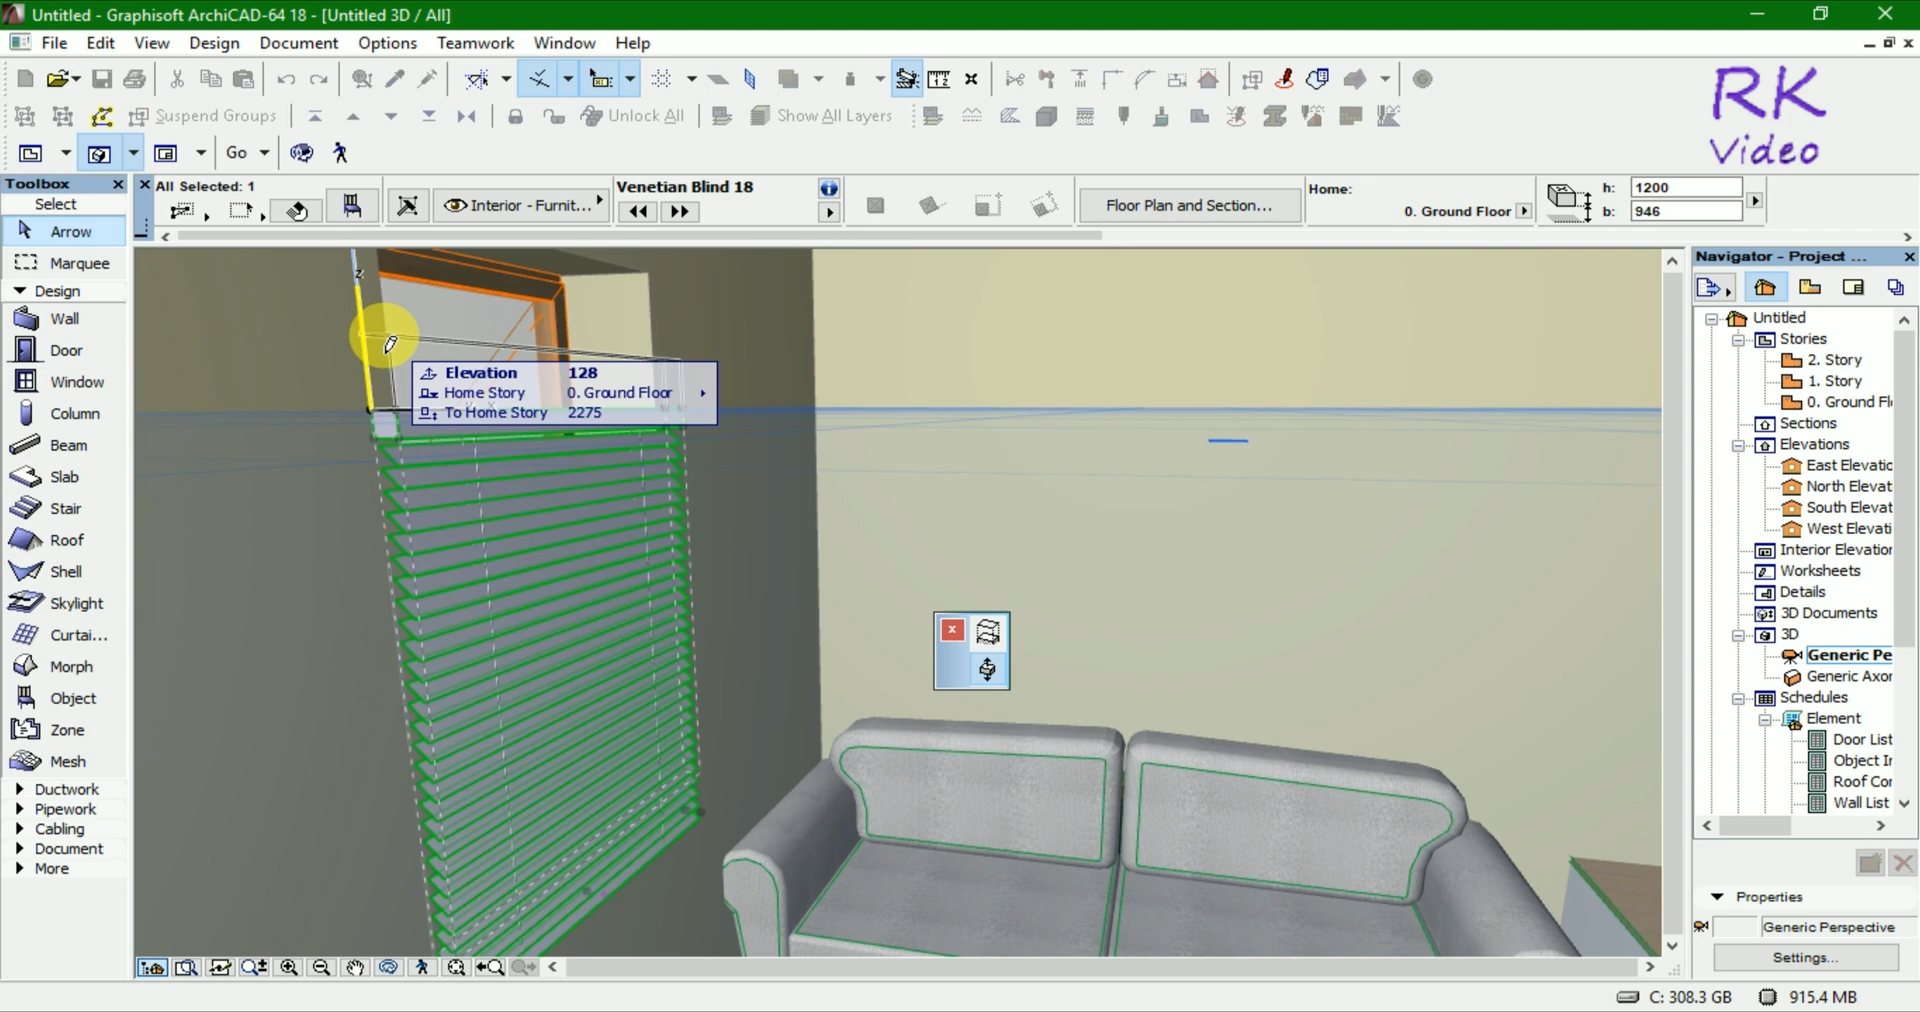 Untitled - Graphisoft ArchiCAD-64 18 - [Untitled 3D / All]
File Edit View Design Document Options Teamwork Window Help
RK
Video
Suspend Groups
Unlock All
Show All Layers
Go
Toolbox
Select
Arrow
Marquee
Design
Wall
Door
Window
Column
Beam
Slab
Stair
Roof
Shell
Skylight
Curtai...
Morph
Object
Zone
Mesh
Ductwork
Pipework
Cabling
Document
More
All Selected: 1
Interior - Furnit...
Venetian Blind 18
Floor Plan and Section...
Home:
0. Ground Floor
h: 1200
b: 946
z
Elevation 128
Home Story 0. Ground Floor
To Home Story 2275
Navigator - Project ...
Untitled
Stories
2. Story
1. Story
0. Ground Fl
Sections
Elevations
East Elevatic
North Elevat
South Elevat
West Elevati
Interior Elevation
Worksheets
Details
3D Documents
3D
Generic Pe
Generic Axor
Schedules
Element
Door List
Object Ir
Roof Cor
Wall List
Properties
Generic Perspective
Settings...
C: 308.3 GB
915.4 MB